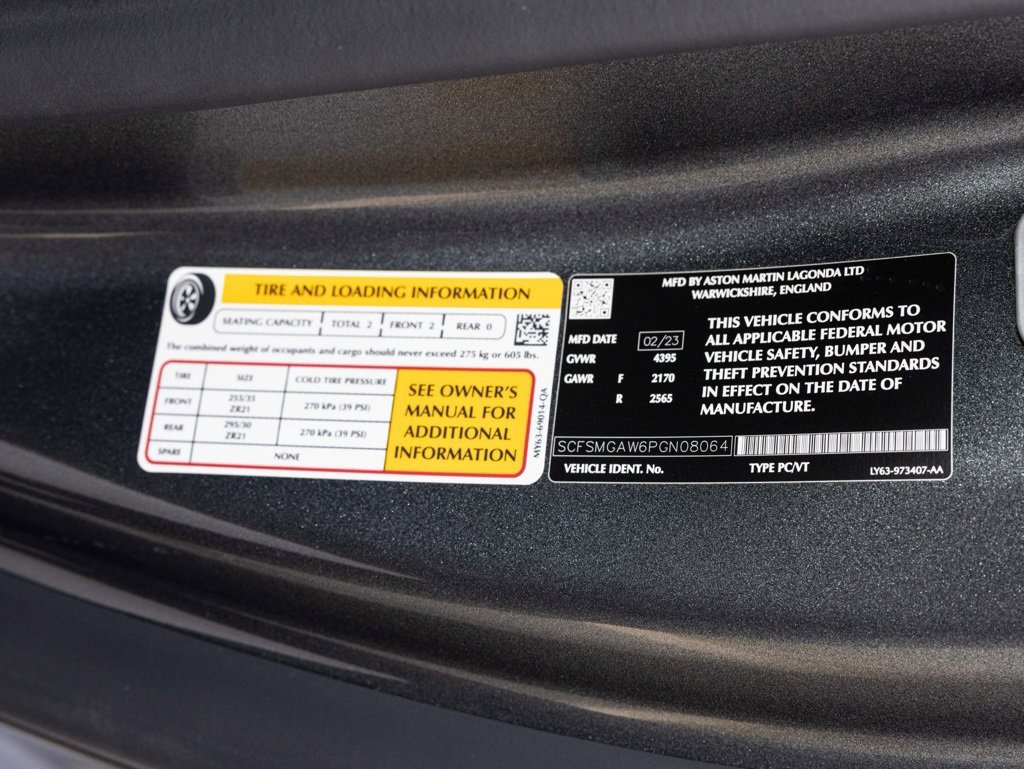 TIRE AND LOADING INFORMATION
SEATING CAPACITY TOTAL 2 FRONT 2 REAR 0
The combined weight of occupants and cargo should never exceed 275 kg or 605 lbs.
TIRE SIZE COLD TIRE PRESSURE
FRONT 255/35 ZR21 270 kPa (39 PSI)
REAR 295/30 ZR21 270 kPa (39 PSI)
SPARE NONE
SEE OWNER'S
MANUAL FOR
ADDITIONAL
INFORMATION
MY63-69014-QA
MFD BY ASTON MARTIN LAGONDA LTD
WARWICKSHIRE, ENGLAND
MFD DATE 02/23
GVWR 4395
GAWR F 2170
R 2565
THIS VEHICLE CONFORMS TO
ALL APPLICABLE FEDERAL MOTOR
VEHICLE SAFETY, BUMPER AND
THEFT PREVENTION STANDARDS
IN EFFECT ON THE DATE OF
MANUFACTURE.
SCFSMGAW6PGN08064
VEHICLE IDENT. No. TYPE PC/VT LY63-973407-AA